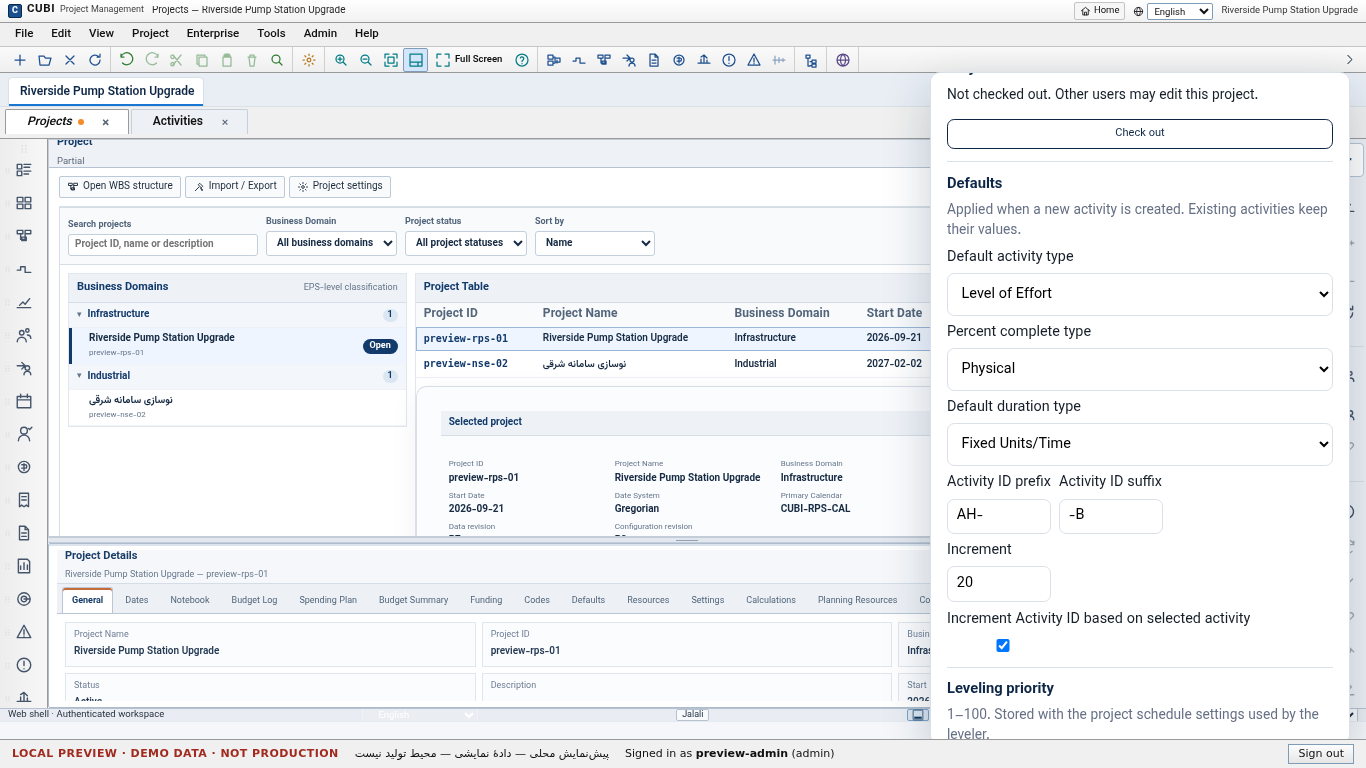 CUBI Project Management Projects — Riverside Pump Station Upgrade Home English Riverside Pump Station Upgrade
File Edit View Project Enterprise Tools Admin Help
Full Screen
Riverside Pump Station Upgrade
Projects × Activities ×
Project
Partial
Open WBS structure Import / Export Project settings
Search projects Business Domain Project status Sort by
Project ID, name or description All business domains All project statuses Name
Business Domains EPS-level classification
Infrastructure 1
Riverside Pump Station Upgrade
preview-rps-01
Open
Industrial 1
نوسازی سامانه شرقی
preview-nse-02
Project Table
Project ID Project Name Business Domain Start Date
preview-rps-01 Riverside Pump Station Upgrade Infrastructure 2026-09-21
preview-nse-02 نوسازی سامانه شرقی Industrial 2027-02-02
Selected project
Project ID Project Name Business Domain
preview-rps-01 Riverside Pump Station Upgrade Infrastructure
Start Date Date System Primary Calendar
2026-09-21 Gregorian CUBI-RPS-CAL
Data revision Configuration revision
Project Details
Riverside Pump Station Upgrade — preview-rps-01
General Dates Notebook Budget Log Spending Plan Budget Summary Funding Codes Defaults Resources Settings Calculations Planning Resources Co
Project Name Project ID Busin
Riverside Pump Station Upgrade preview-rps-01 Infras
Status Description Start
Active 2026
Web shell · Authenticated workspace English Jalali
Not checked out. Other users may edit this project.
Check out
Defaults
Applied when a new activity is created. Existing activities keep
their values.
Default activity type
Level of Effort
Percent complete type
Physical
Default duration type
Fixed Units/Time
Activity ID prefix Activity ID suffix
AH- -B
Increment
20
Increment Activity ID based on selected activity
Leveling priority
1–100. Stored with the project schedule settings used by the
leveler.
LOCAL PREVIEW · DEMO DATA · NOT PRODUCTION پیش‌نمایش محلی — دادهٔ نمایشی — محیط تولید نیست Signed in as preview-admin (admin) Sign out